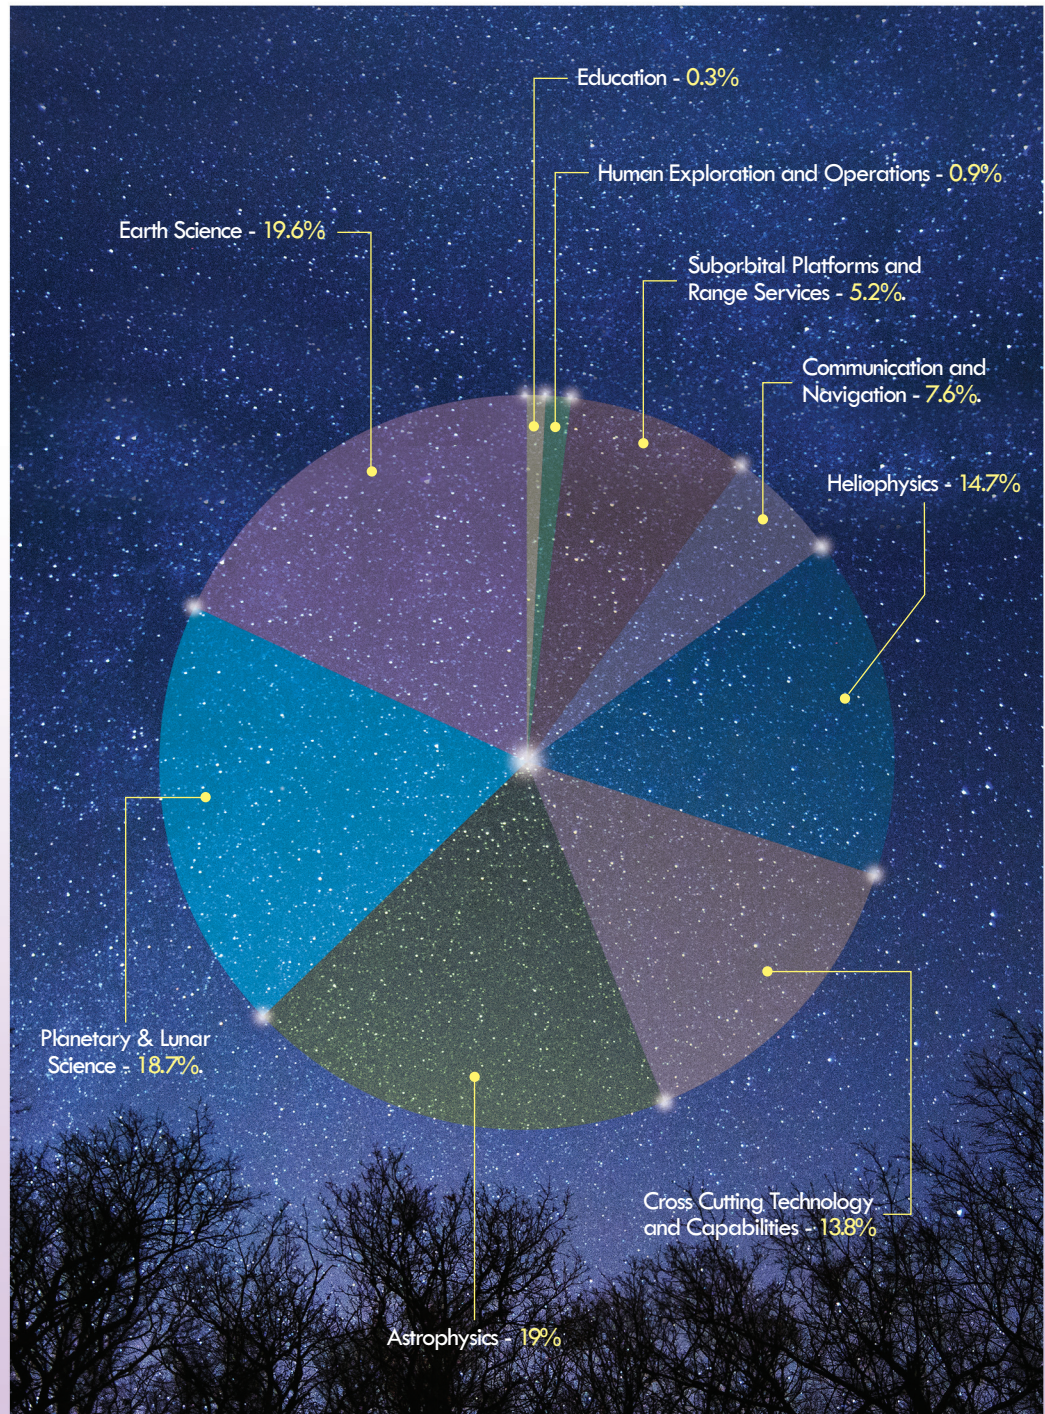 Education - 0.3%
Human Exploration and Operations - 0.9%
Earth Science - 19.6%
Suborbital Platforms and
Range Services - 5.2%.
Communication and
Navigation - 7.6%.
Heliophysics - 14.7%
Planetary & Lunar
Science - 18.7%.
Cross Cutting Technology
and Capabilities - 13.8%
Astrophysics - 19%